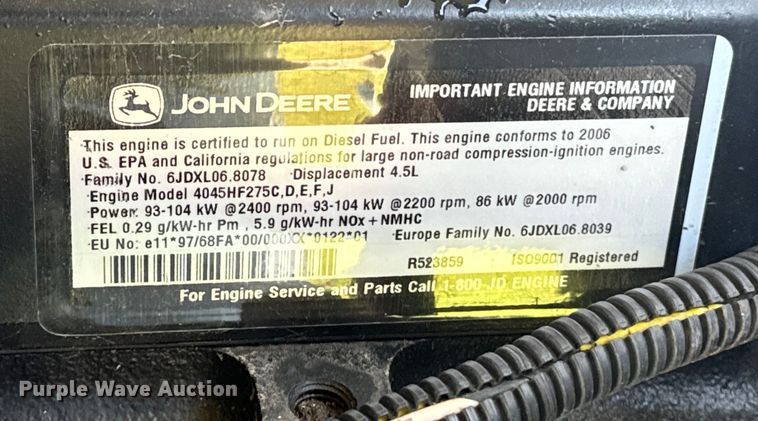 JOHN DEERE
IMPORTANT ENGINE INFORMATION
DEERE & COMPANY
This engine is certified to run on Diesel Fuel. This engine conforms to 2006
U.S. EPA and California regulations for large non-road compression-ignition engines.
Family No. 6JDXL06.8078 Displacement 4.5L
Engine Model 4045HF275C,D,E,F,J
Power: 93-104 kW @2400 rpm, 93-104 kW @2200 rpm, 86 kW @2000 rpm
FEL 0.29 g/kW-hr Pm , 5.9 g/kW-hr NOx + NMHC
EU No: e11*97/68FA*00/000XX*0122*01 Europe Family No. 6JDXL06.8039
R523859 ISO9001 Registered
For Engine Service and Parts Call 1-800-JD ENGINE
Purple Wave Auction